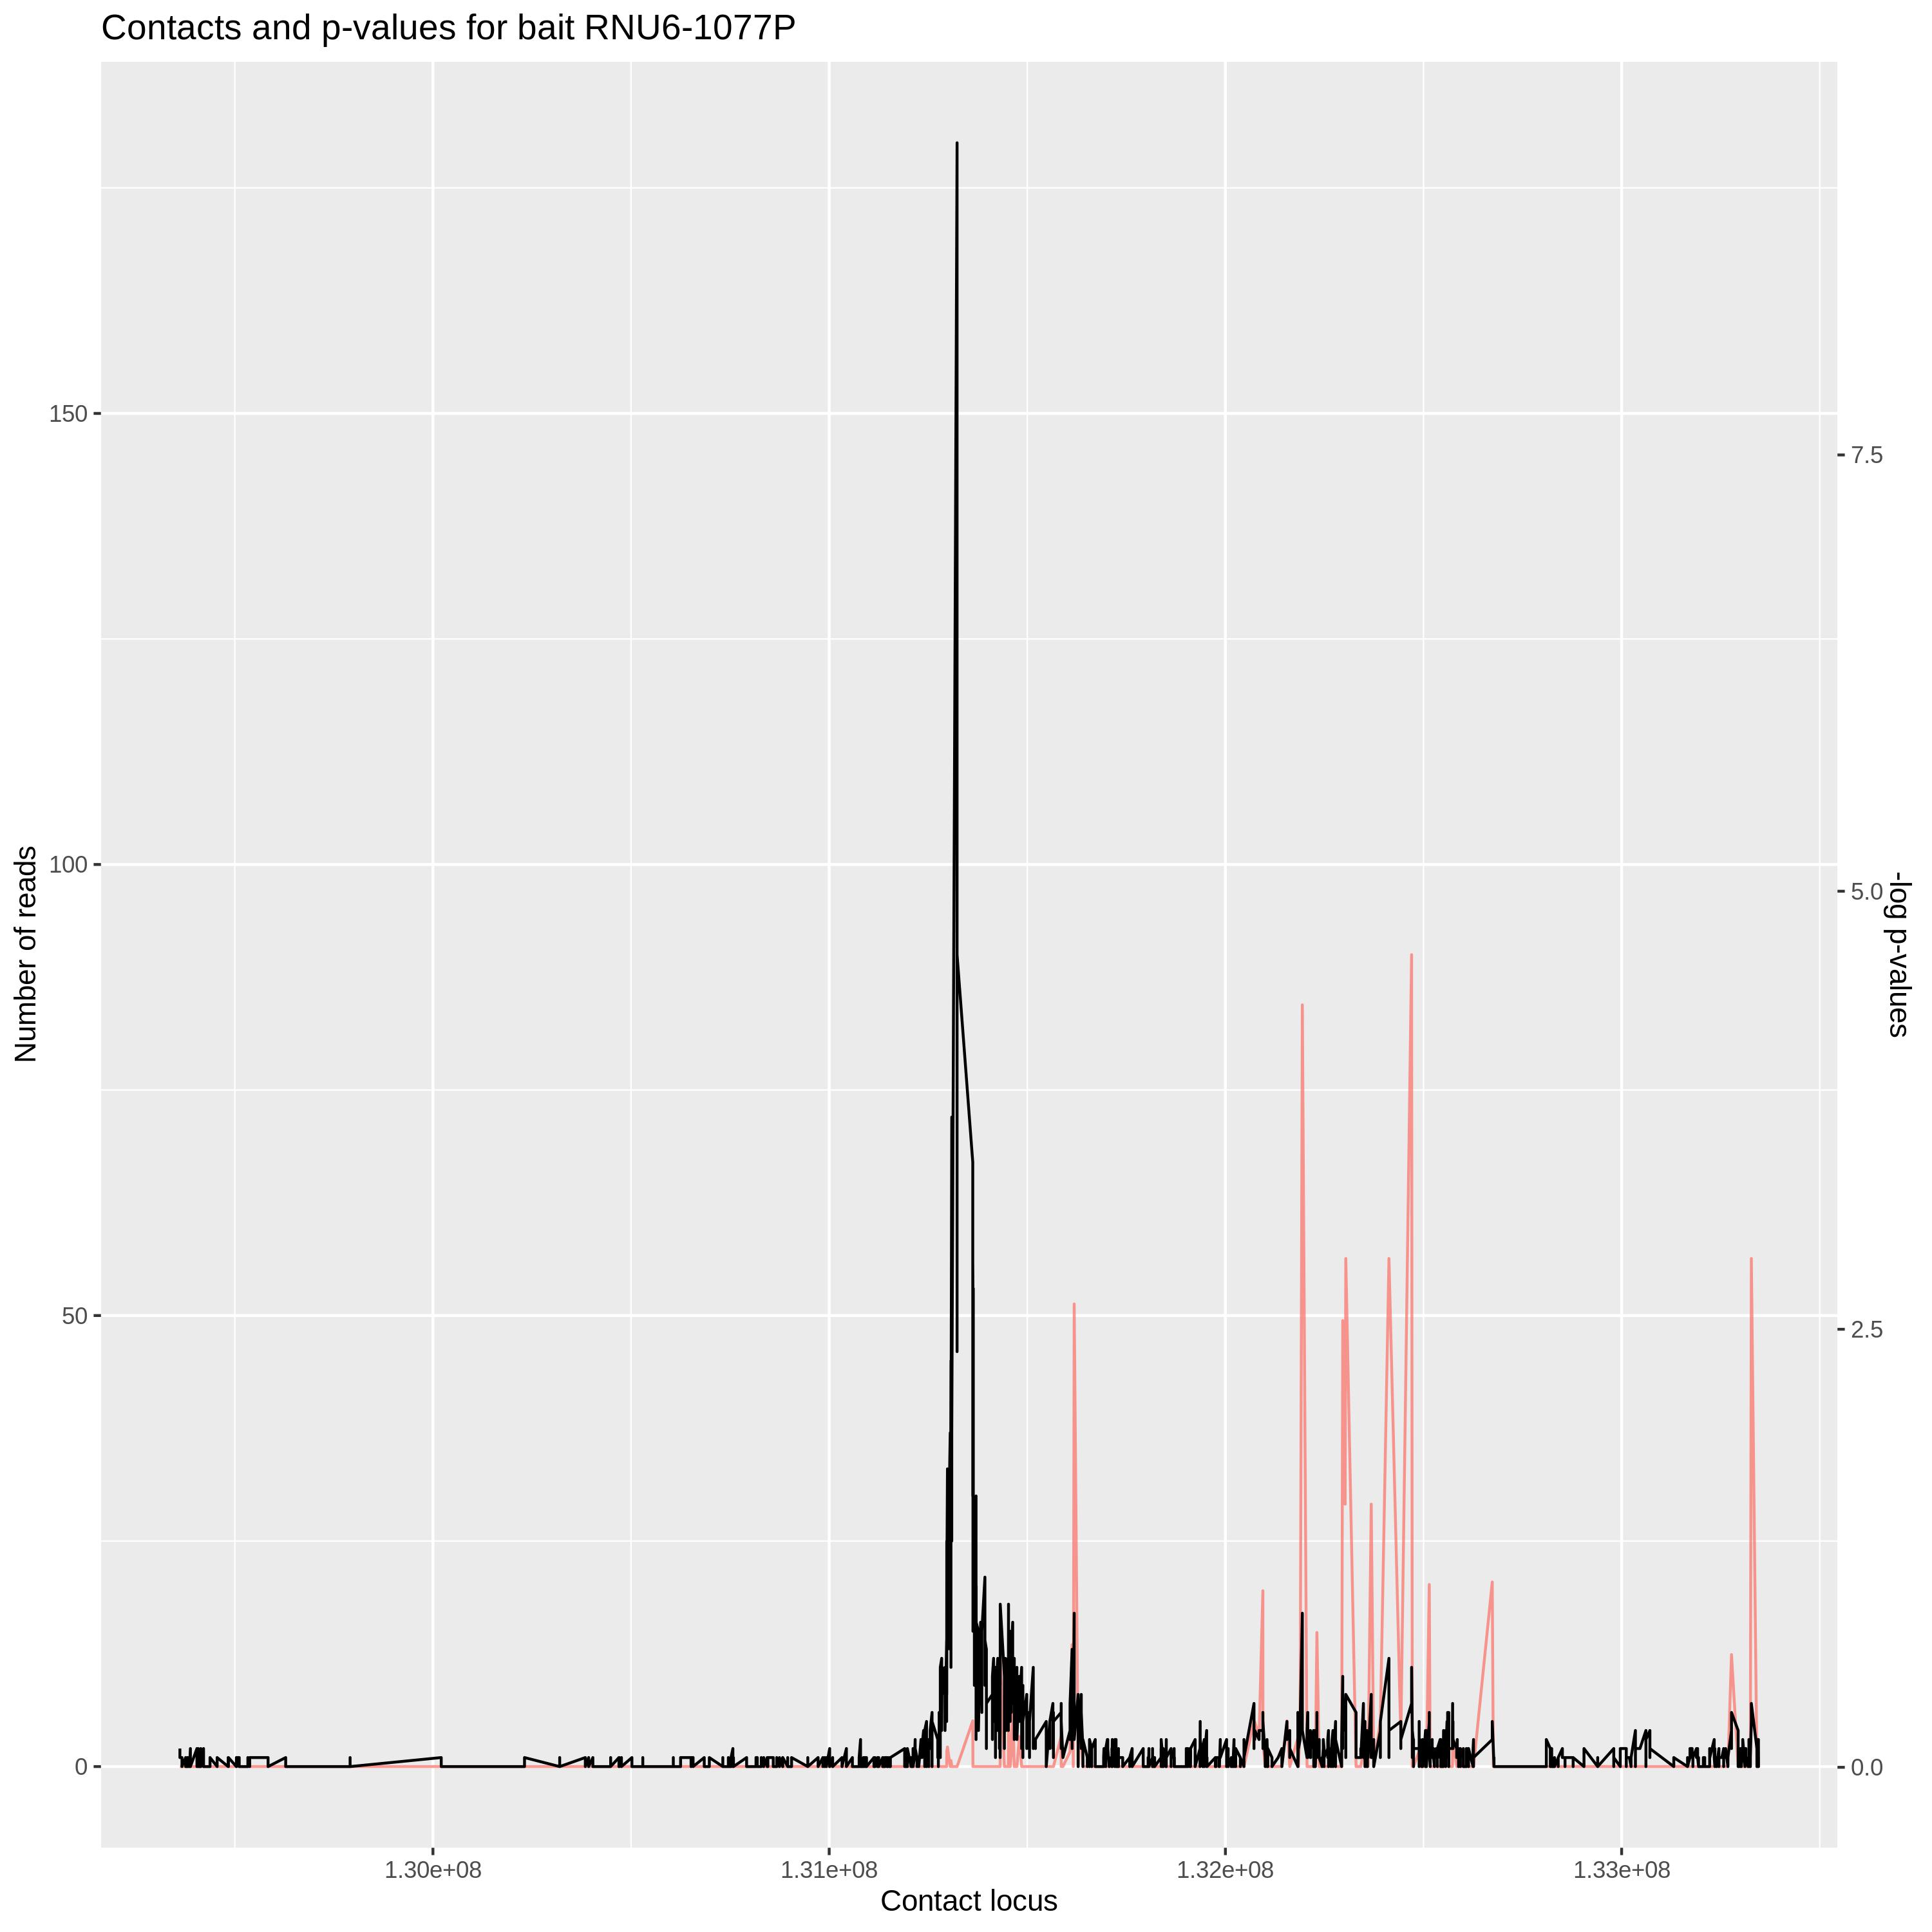 Contacts and p-values for bait RNU6-1077P
150
100
50
0
Number of reads
7.5
5.0
2.5
0.0
-log p-values
1.30e+08
1.31e+08
1.32e+08
1.33e+08
Contact locus